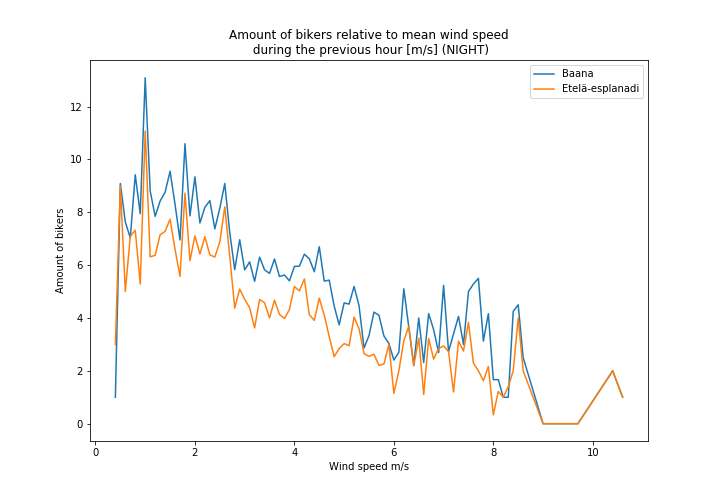 Amount of bikers relative to mean wind speed
during the previous hour [m/s] (NIGHT)
Baana
Etelä-esplanadi
Amount of bikers
12
10
8
6
4
2
0
0 2 4 6 8 10
Wind speed m/s